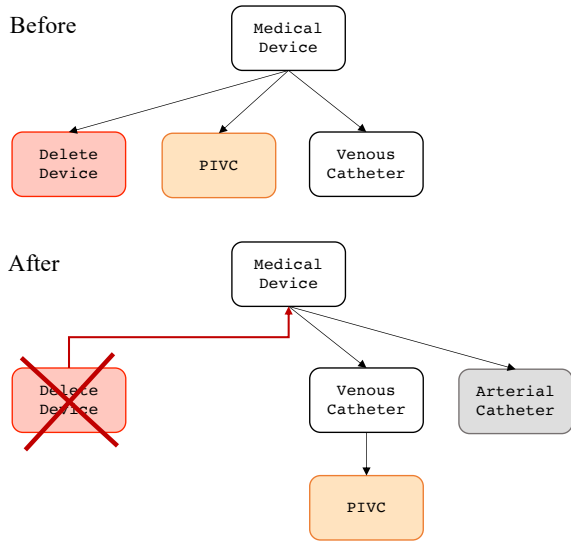 Before
Medical
Device
Delete
Device
PIVC
Venous
Catheter
After
Medical
Device
Delete
Device
Venous
Catheter
Arterial
Catheter
PIVC